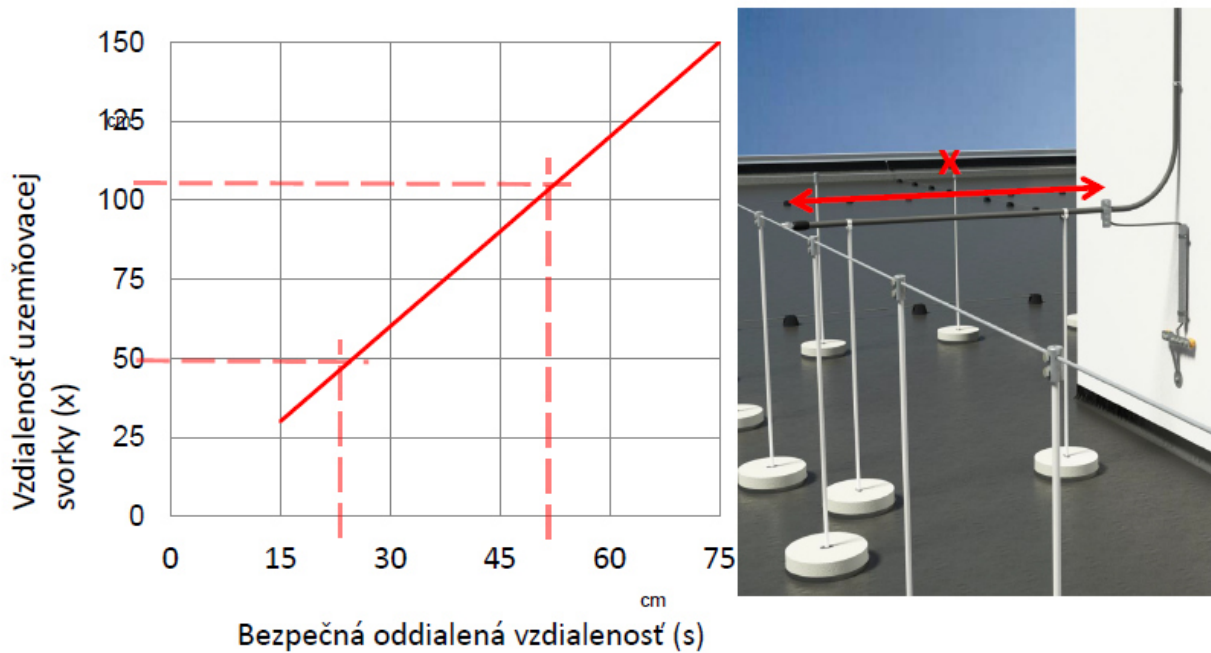 150
125
cm
100
75
50
25
0
0 15 30 45 60 75
cm
Vzdialenosť uzemňovacej
svorky (x)
Bezpečná oddialená vzdialenosť (s)
X